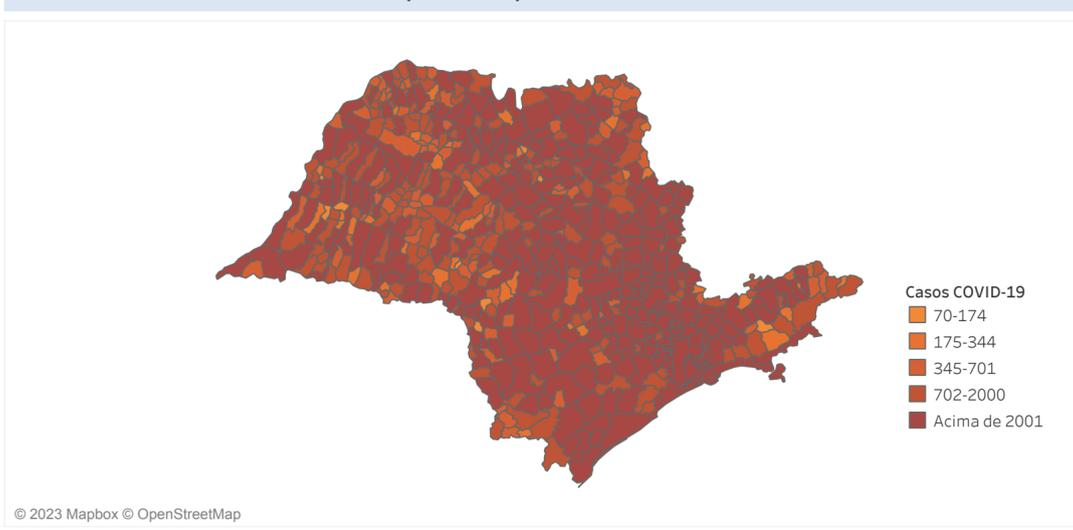 Casos COVID-19
70-174
175-344
345-701
702-2000
Acima de 2001
© 2023 Mapbox © OpenStreetMap